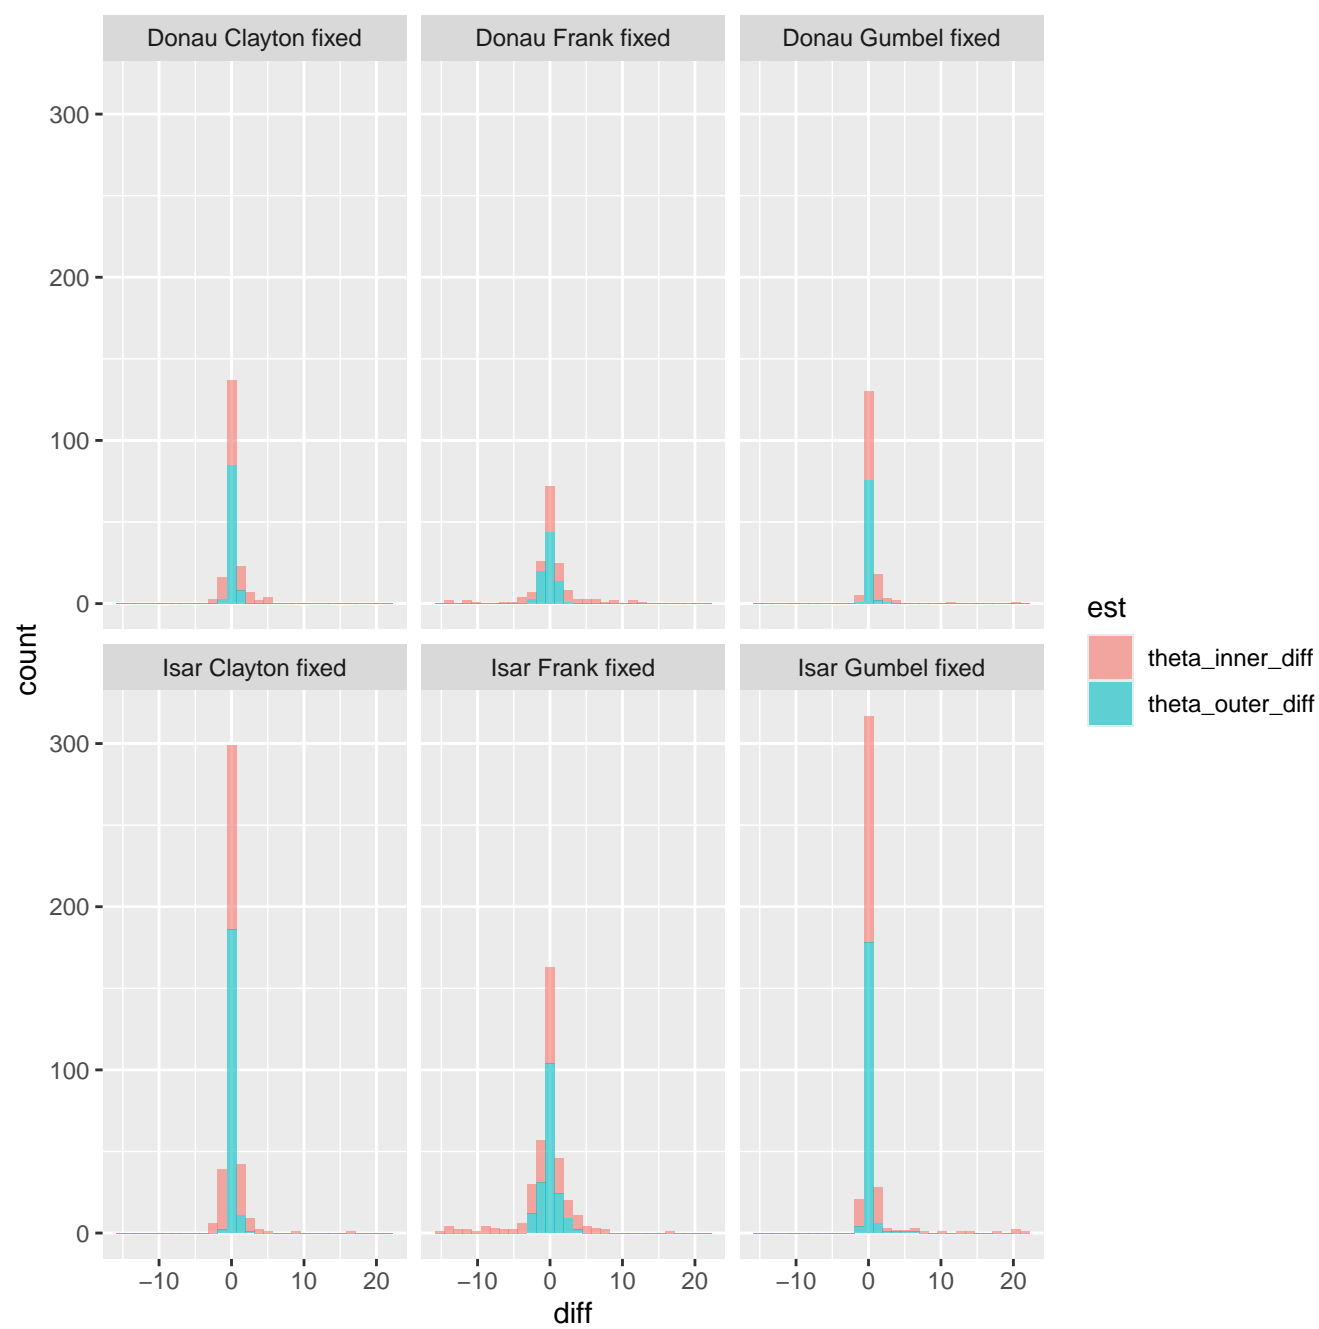 Donau Clayton fixed
Donau Frank fixed
Donau Gumbel fixed
300
200
100
0
Isar Clayton fixed
Isar Frank fixed
Isar Gumbel fixed
300
200
100
0
−10 0 10 20
−10 0 10 20
−10 0 10 20
diff
count
est
theta_inner_diff
theta_outer_diff